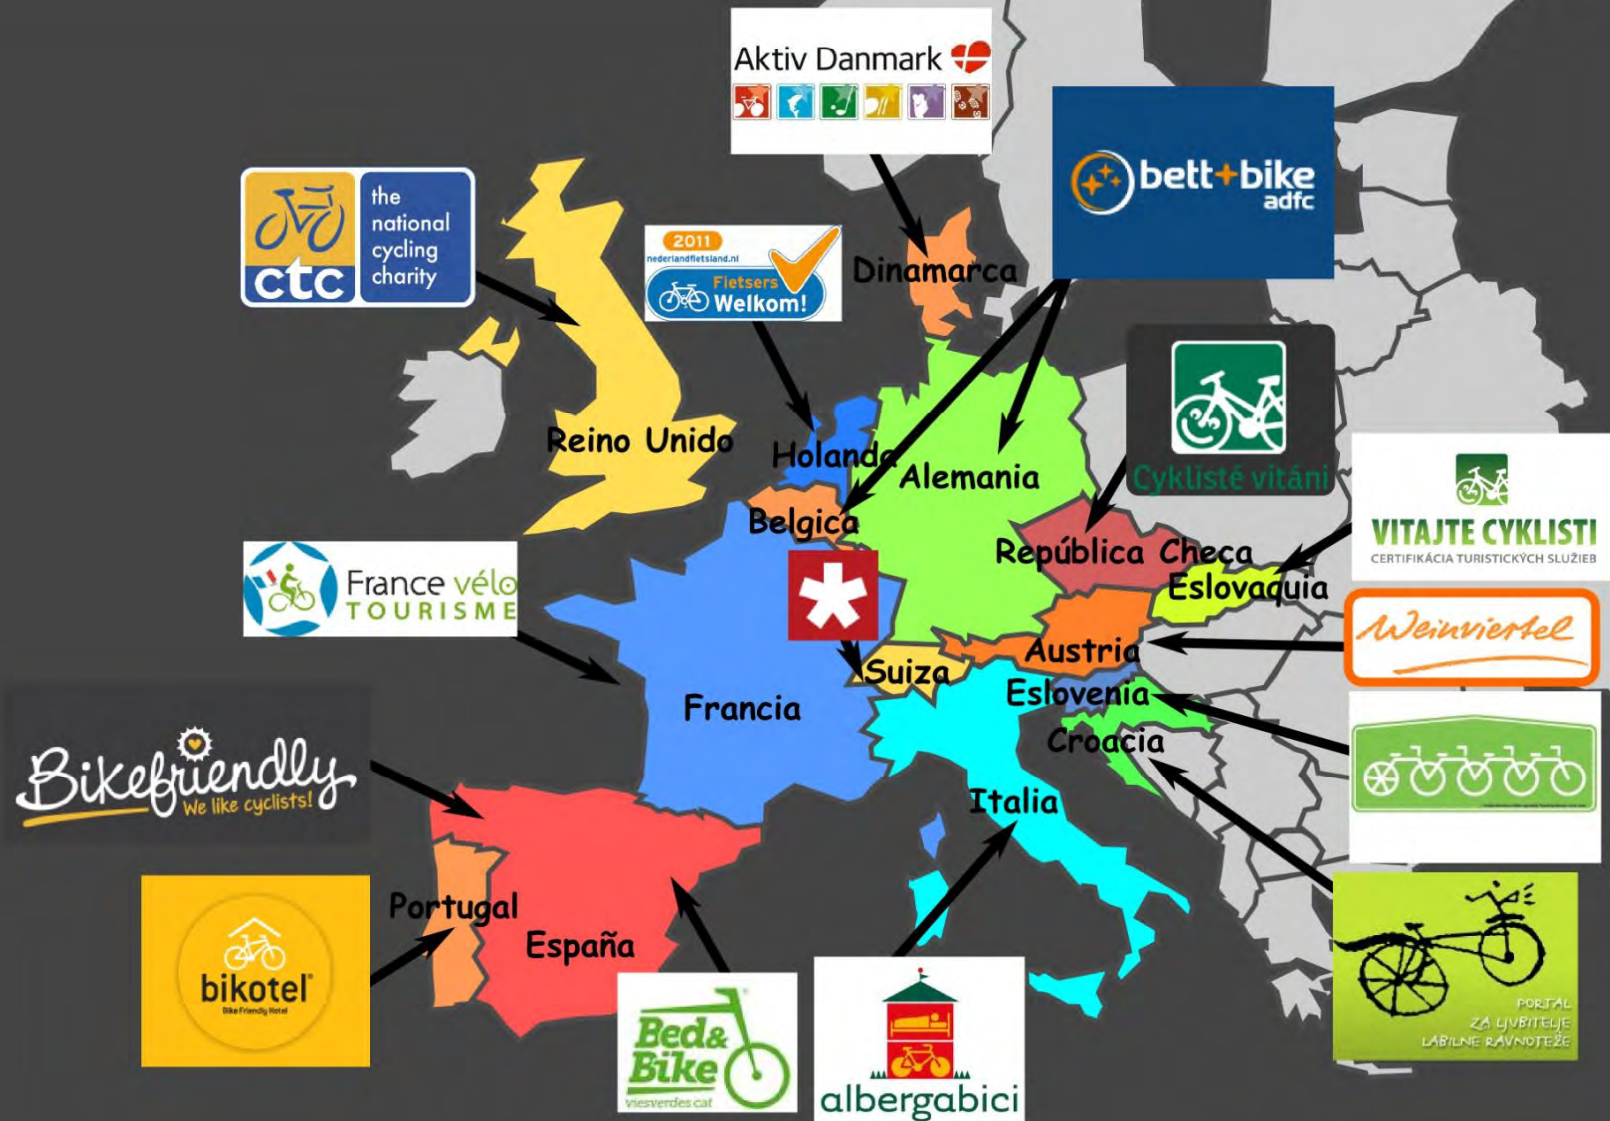 Aktiv Danmark
bett+bike
adfc
ctc
the
national
cycling
charity
2011
nederlandfietsland.nl
Fietsers
Welkom!
Dinamarca
Reino Unido
Holanda
Alemania
Cyklisté vítáni
Belgica
República Checa
VITAJTE CYKLISTI
CERTIFIKÁCIA TURISTICKÝCH SLUŽIEB
Eslovaquia
France vélo
TOURISME
Weinviertel
Austria
Suiza
Eslovenia
Francia
Croacia
Bikefriendly
We like cyclists!
Italia
Portugal
España
bikotel®
Bike Friendly Hotel
Bed&
Bike
viesverdes.cat
albergabici
PORTAL
ZA LJUBITELJE
LABILNE RAVNOTEŽE